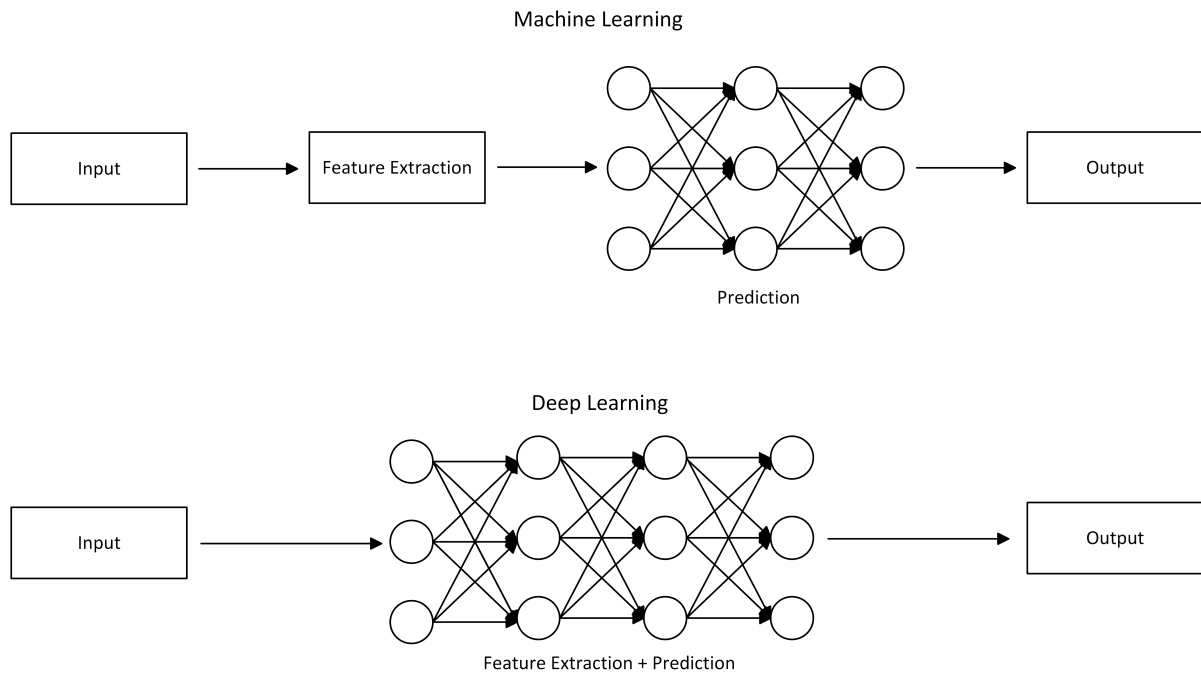 Machine Learning
Input
Feature Extraction
Output
Prediction
Deep Learning
Input
Output
Feature Extraction + Prediction